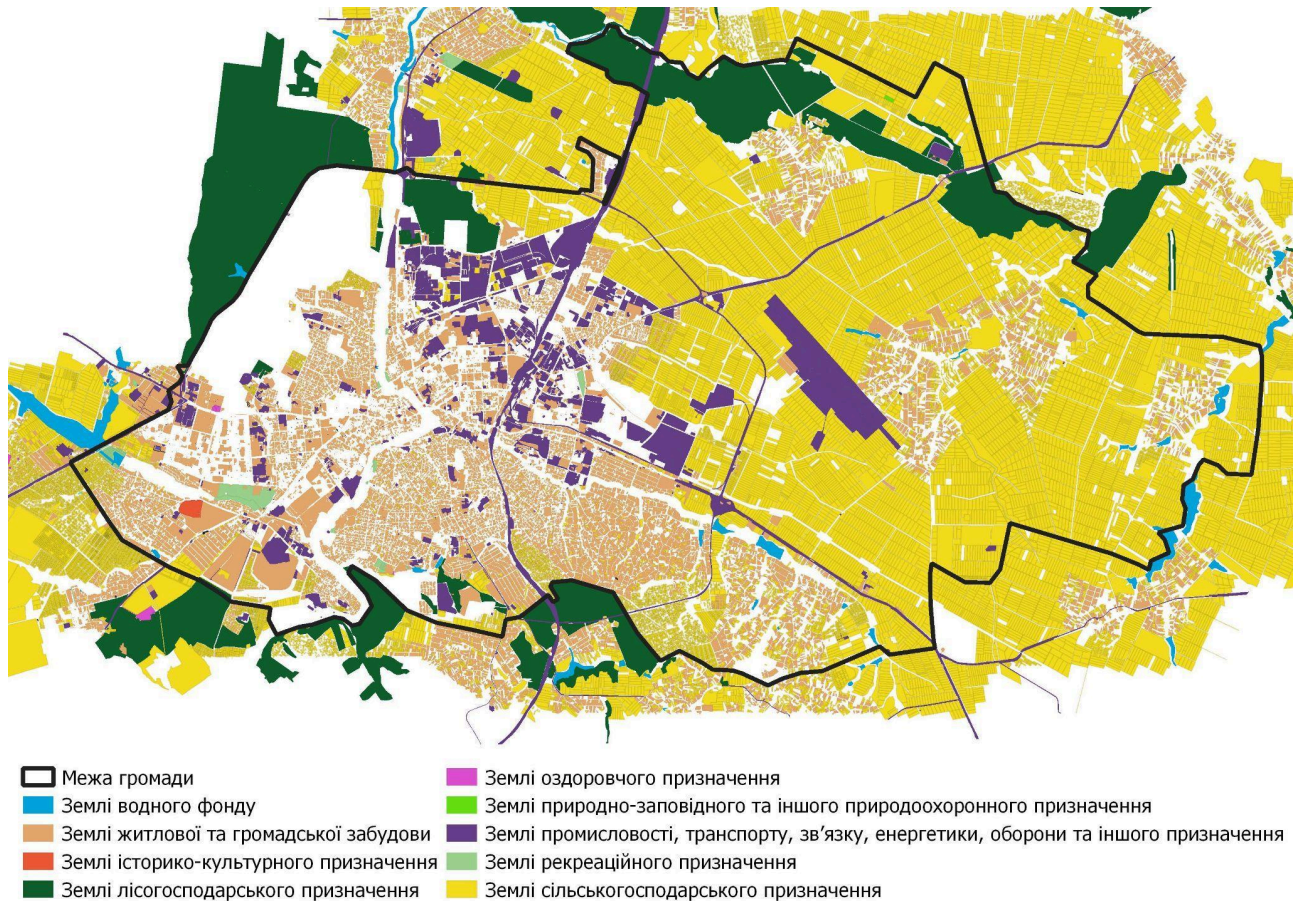 Межа громади
Землі водного фонду
Землі житлової та громадської забудови
Землі історико-культурного призначення
Землі лісогосподарського призначення
Землі оздоровчого призначення
Землі природно-заповідного та іншого природоохоронного призначення
Землі промисловості, транспорту, зв'язку, енергетики, оборони та іншого призначення
Землі рекреаційного призначення
Землі сільськогосподарського призначення